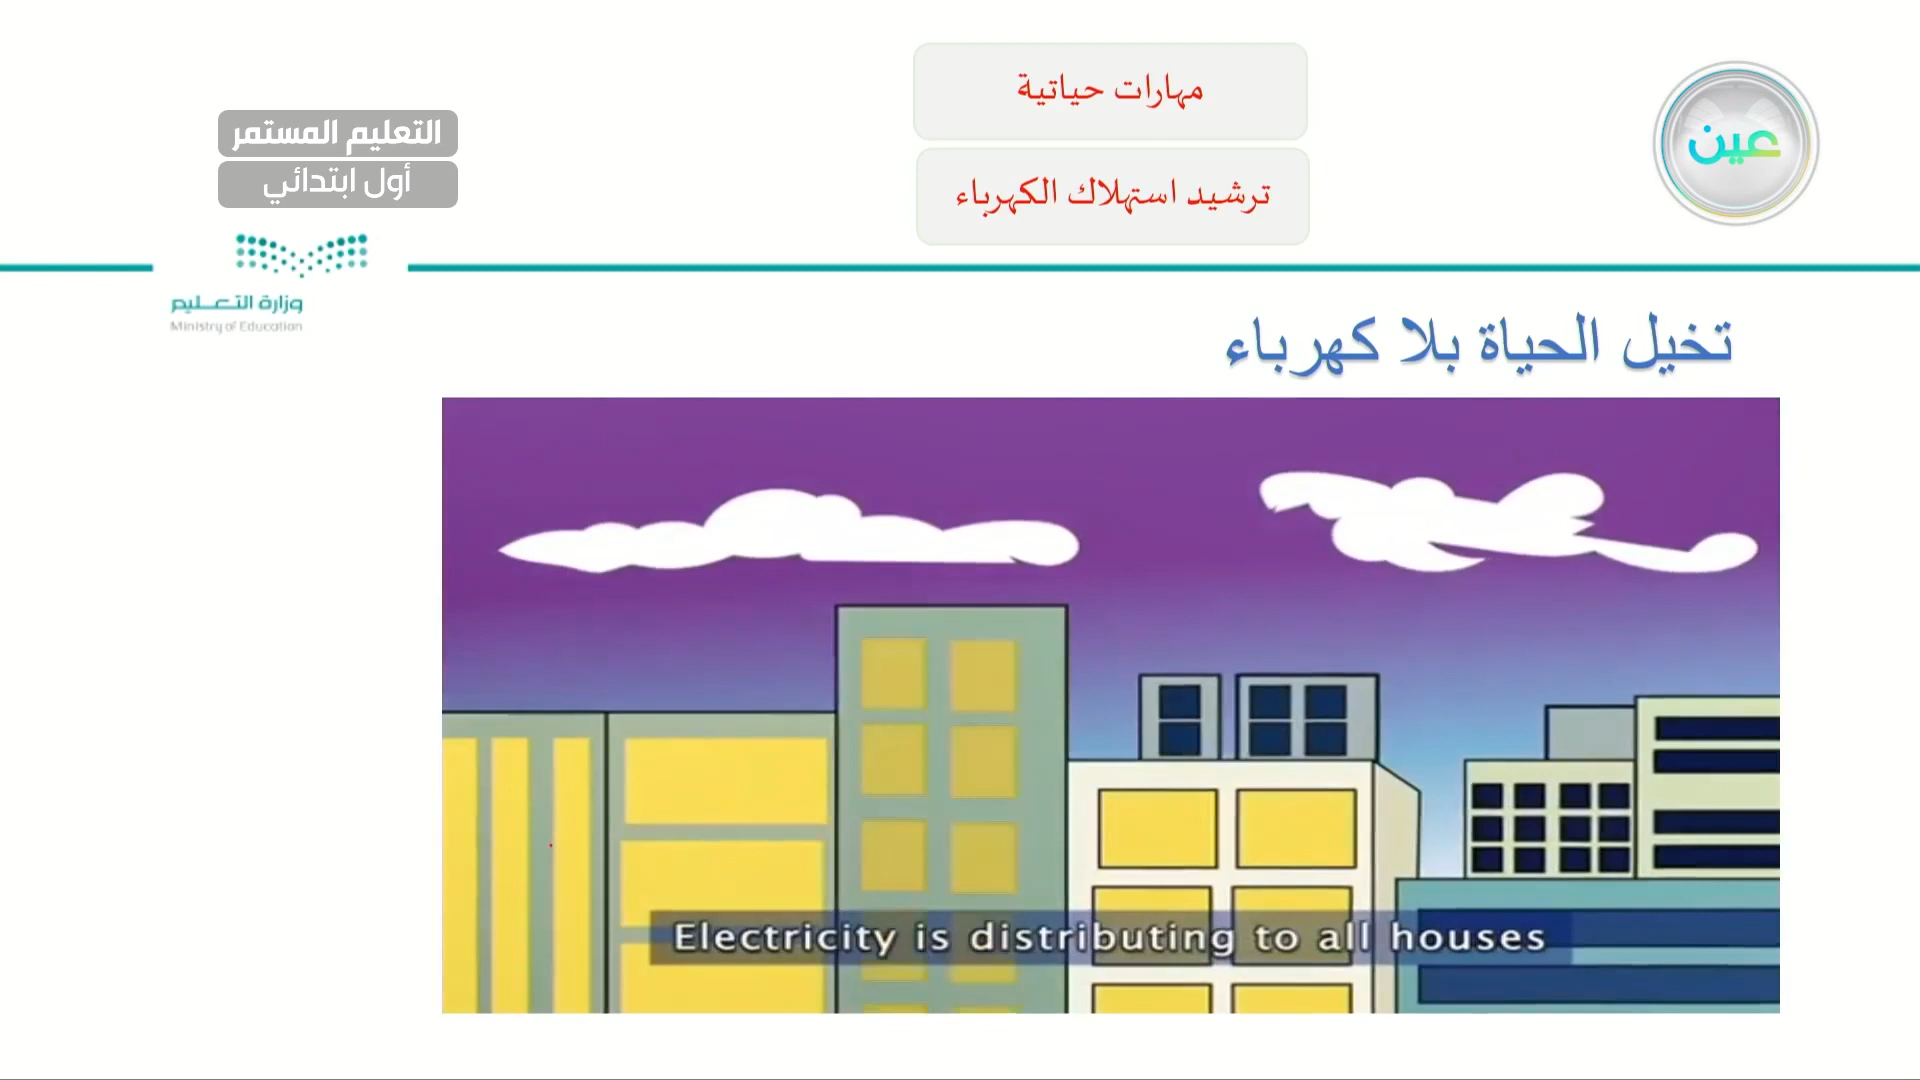 مهارات حياتية
ترشيد استهلاك الكهرباء
عين
التعليم المستمر
أول ابتدائي
وزارة التعليم
Ministry of Education
تخيل الحياة بلا كهرباء
Electricity is distributing to all houses